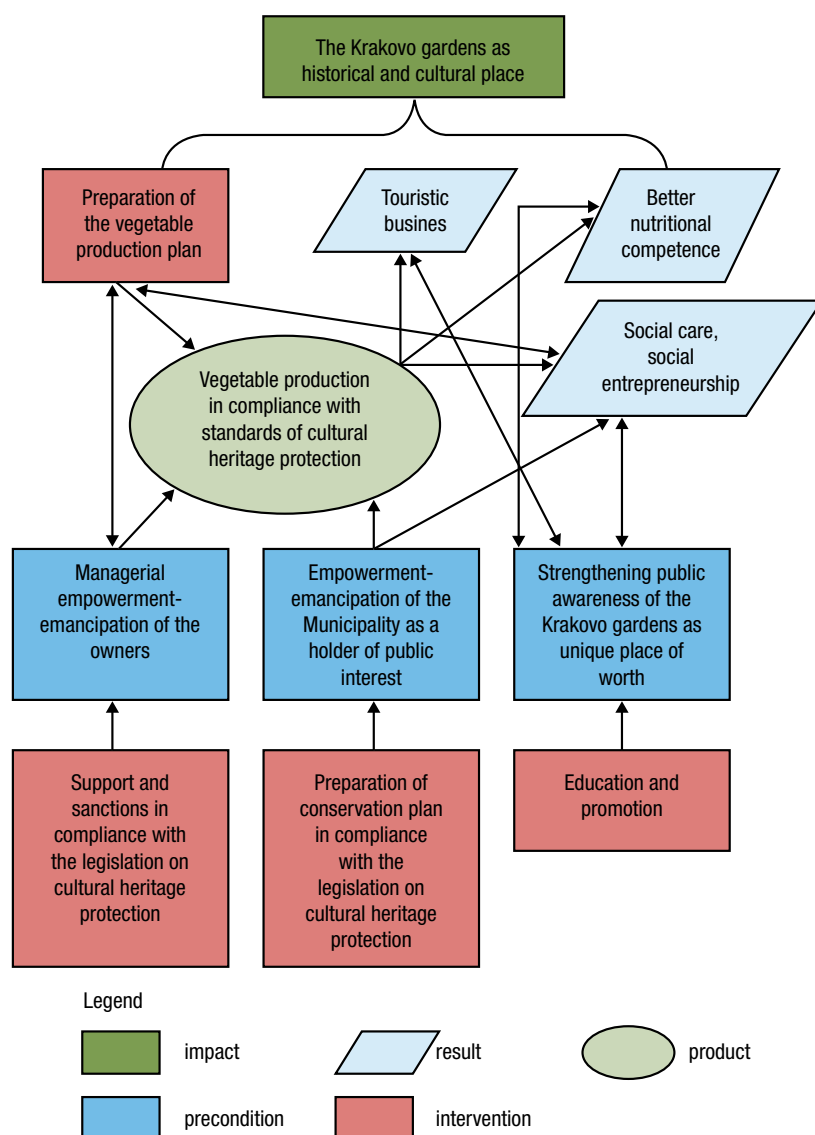 The Krakovo gardens as
historical and cultural place
Preparation of
the vegetable
production plan
Touristic
busines
Better
nutritional
competence
Social care,
social
entrepreneurship
Vegetable production
in compliance with
standards of cultural
heritage protection
Managerial
empowerment-
emancipation of the
owners
Empowerment-
emancipation of the
Municipality as a
holder of public
interest
Strengthening public
awareness of the
Krakovo gardens as
unique place of
worth
Support and
sanctions in
compliance with
the legislation on
cultural heritage
protection
Preparation of
conservation plan
in compliance
with the
legislation on
cultural heritage
protection
Education and
promotion
Legend
impact
result
product
precondition
intervention